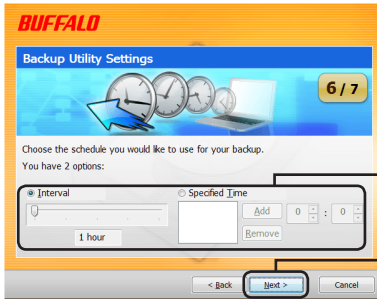 BUFFALO
Backup Utility Settings
6 / 7
Choose the schedule you would like to use for your backup.
You have 2 options:
Interval
Specified Time
Add
0 : 0
1 hour
Remove
< Back
Next >
Cancel